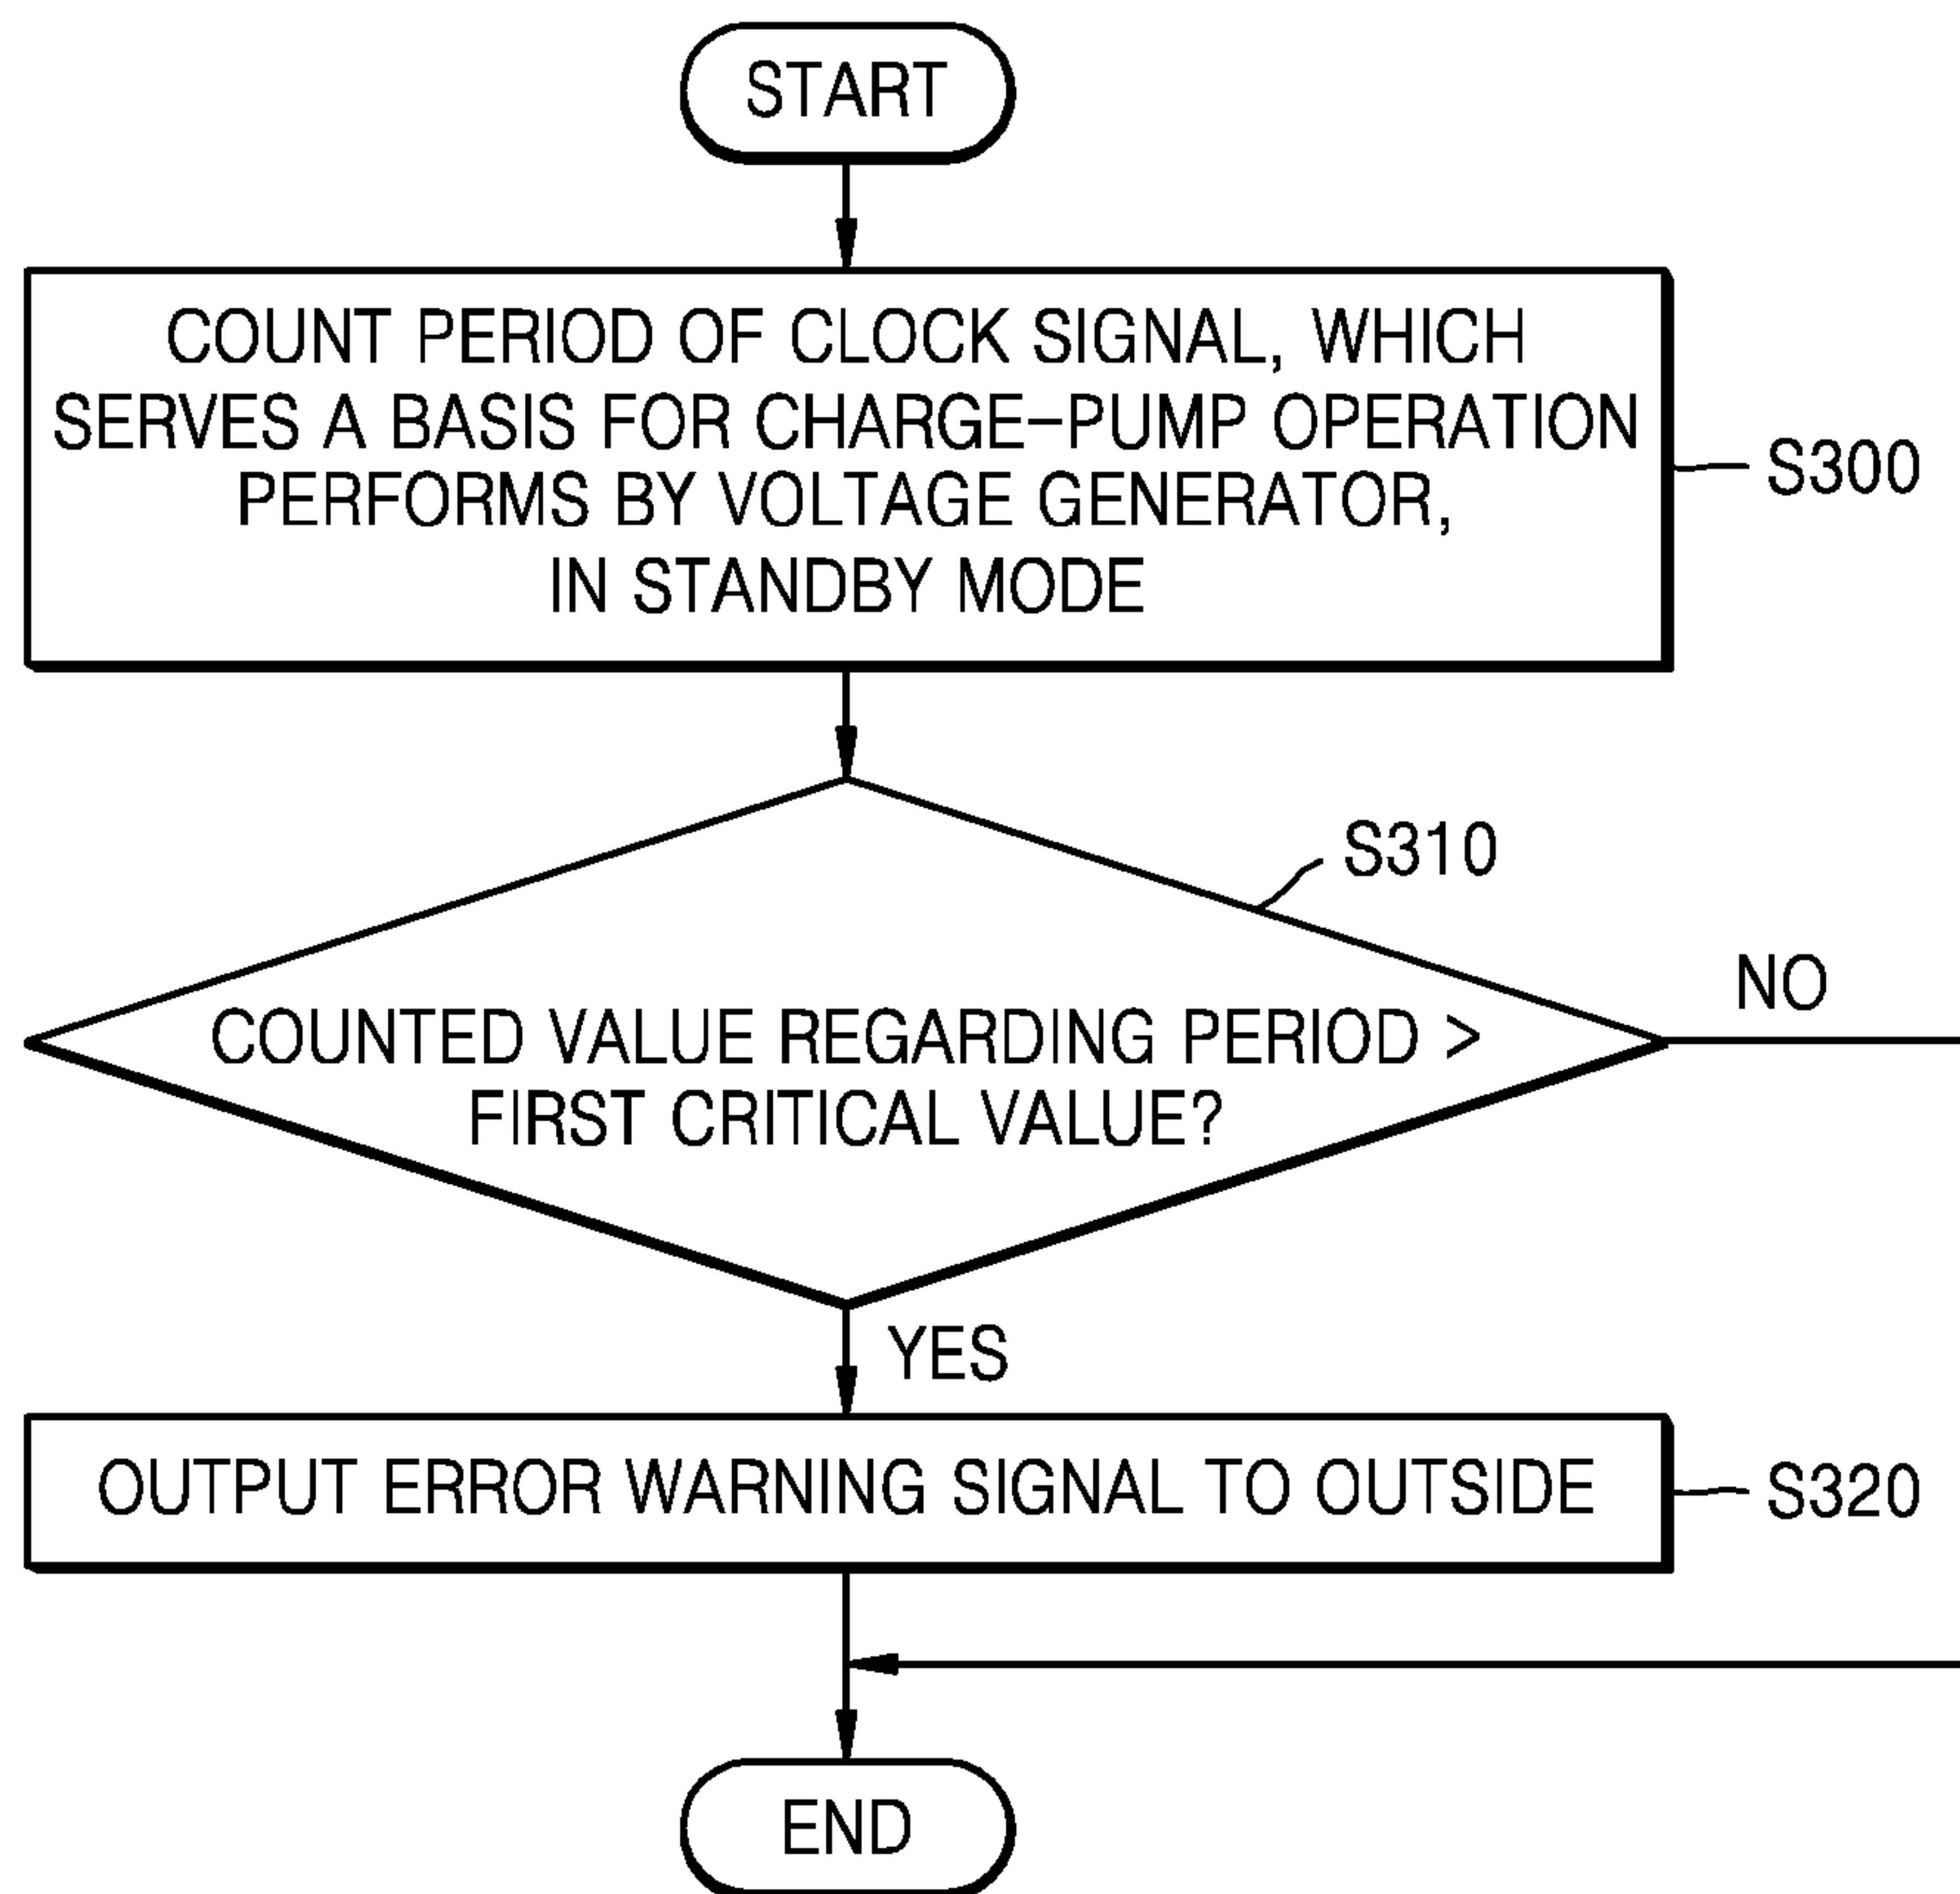 START
COUNT PERIOD OF CLOCK SIGNAL, WHICH
SERVES A BASIS FOR CHARGE-PUMP OPERATION
PERFORMS BY VOLTAGE GENERATOR,
IN STANDBY MODE
S300
S310
NO
COUNTED VALUE REGARDING PERIOD >
FIRST CRITICAL VALUE?
YES
OUTPUT ERROR WARNING SIGNAL TO OUTSIDE
S320
END